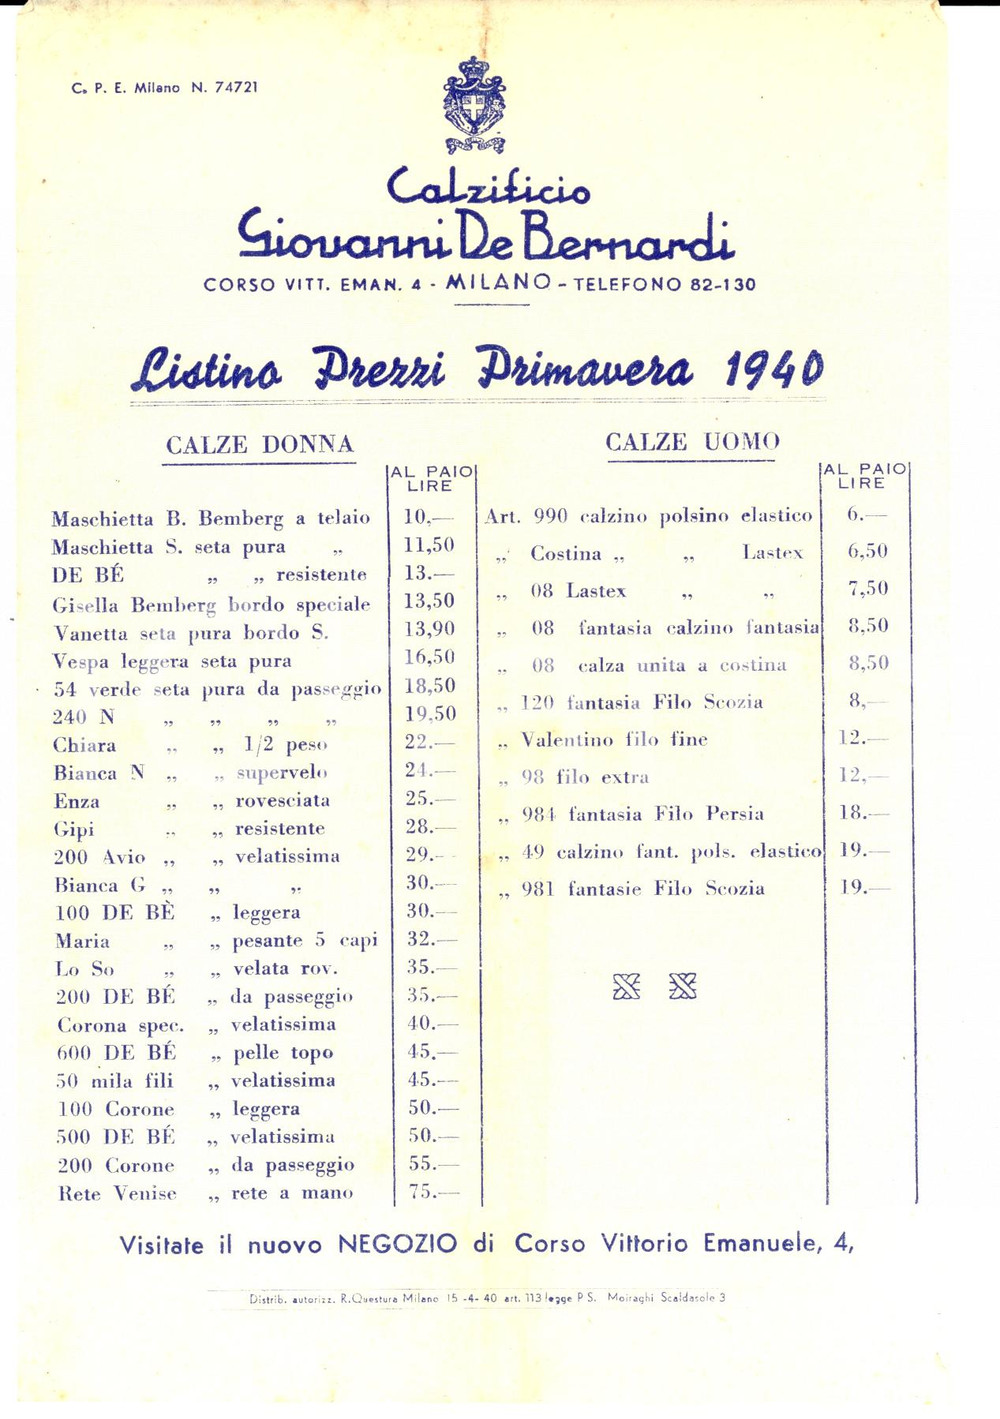 C. P. E. Milano N. 74721
Calzificio
Giovanni De Bernardi
CORSO VITT. EMAN. 4 - MILANO - TELEFONO 82-130
Listino Prezzi Primavera 1940
CALZE DONNA
AL PAIO
LIRE
Maschietta B. Bemberg a telaio 10,—
Maschietta S. seta pura „ 11,50
DE BÉ „ „ resistente 13.—
Gisella Bemberg bordo speciale 13,50
Vanetta seta pura bordo S. 13,90
Vespa leggera seta pura 16,50
54 verde seta pura da passeggio 18,50
240 N „ „ „ „ 19,50
Chiara „ „ 1/2 peso 22.—
Bianca N „ „ supervelo 24.—
Enza „ „ rovesciata 25.—
Gipi „ „ resistente 28.—
200 Avio „ „ velatissima 29.—
Bianca G „ „ „ 30.—
100 DE BÈ „ leggera 30.—
Maria „ „ pesante 5 capi 32.—
Lo So „ „ velata rov. 35.—
200 DE BÉ „ da passeggio 35.—
Corona spec. „ velatissima 40.—
600 DE BÉ „ pelle topo 45.—
50 mila fili „ velatissima 45.—
100 Corone „ leggera 50.—
500 DE BÉ „ velatissima 50.—
200 Corone „ da passeggio 55.—
Rete Venise „ rete a mano 75.—
CALZE UOMO
AL PAIO
LIRE
Art. 990 calzino polsino elastico 6.—
„ Costina „ „ Lastex 6,50
„ 08 Lastex „ „ 7,50
„ 08 fantasia calzino fantasia 8,50
„ 08 calza unita a costina 8,50
„ 120 fantasia Filo Scozia 8,—
„ Valentino filo fine 12.—
„ 98 filo extra 12,—
„ 984 fantasia Filo Persia 18.—
„ 49 calzino fant. pols. elastico 19.—
„ 981 fantasie Filo Scozia 19.—
Visitate il nuovo NEGOZIO di Corso Vittorio Emanuele, 4,
Distrib. autorizz. R.Questura Milano 15 -4- 40 art. 113 legge P S. Moiraghi Scaldasole 3